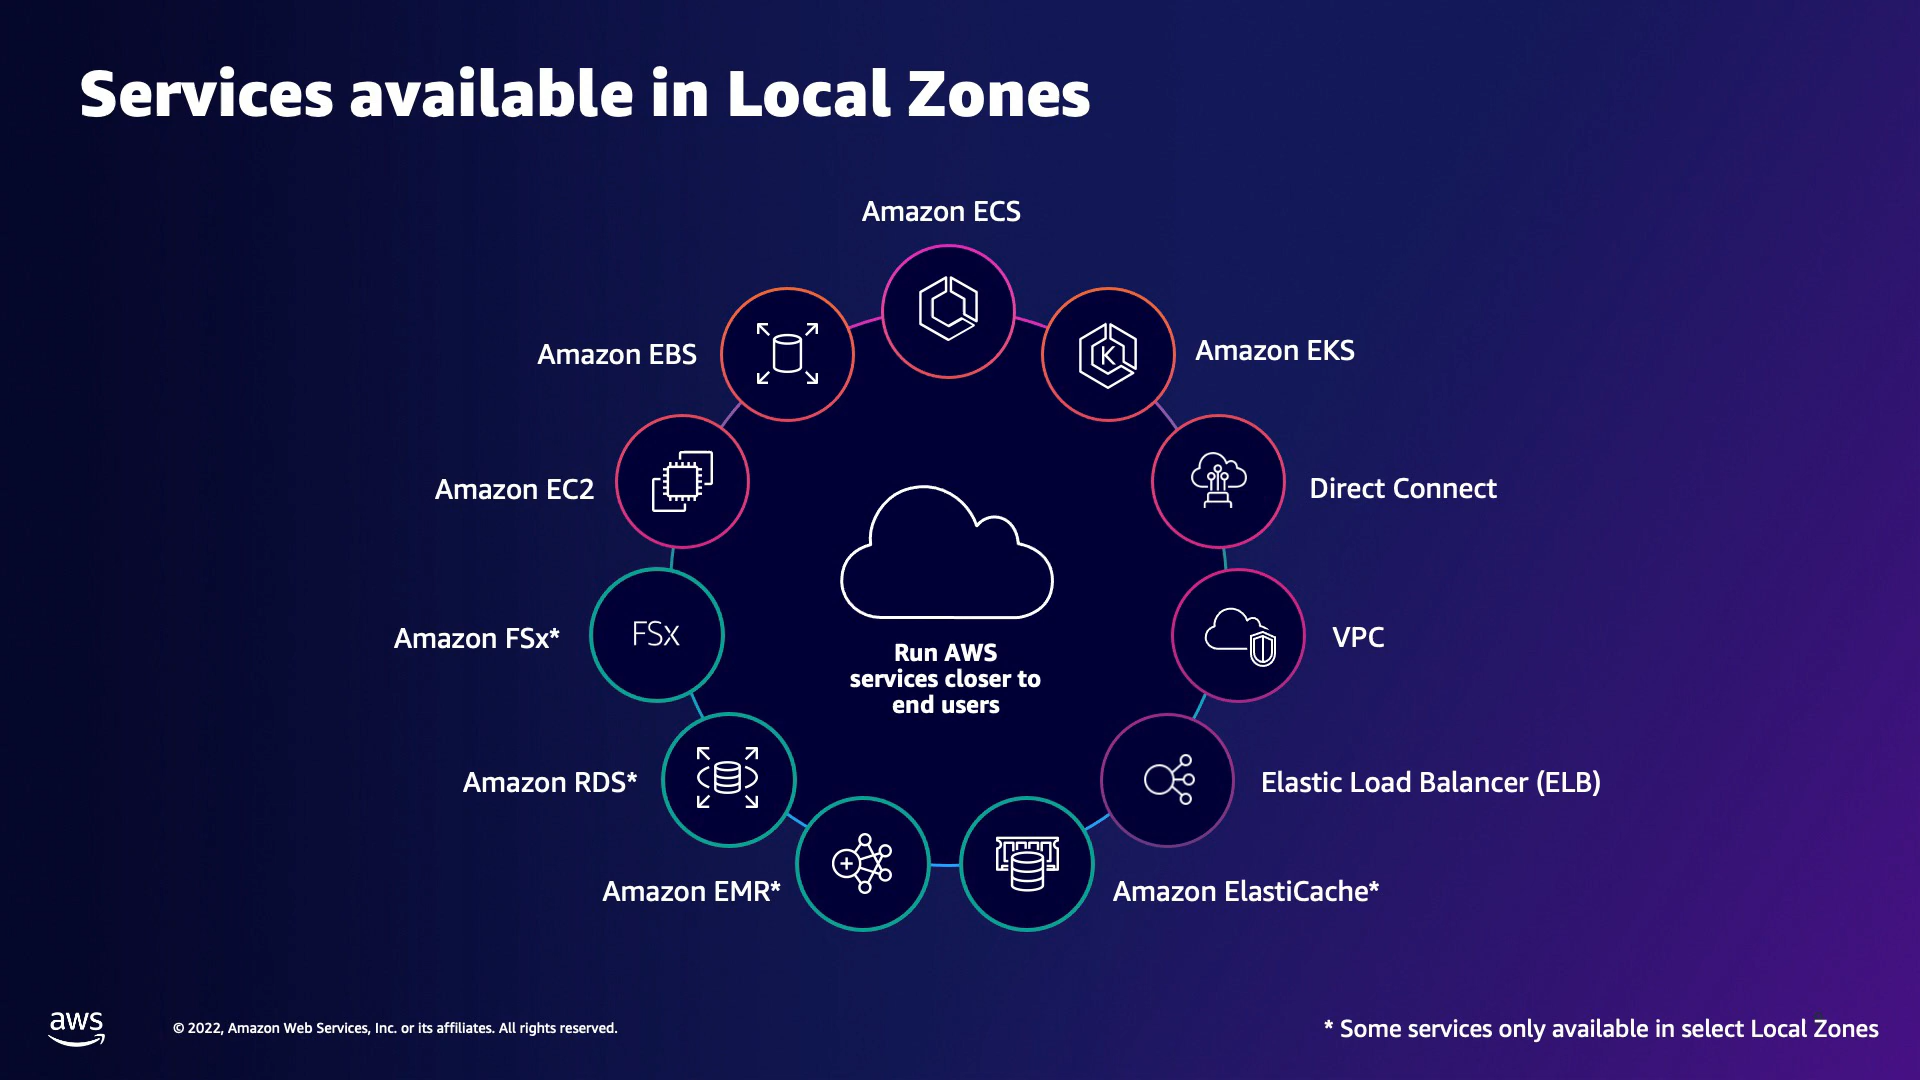 Services available in Local Zones
Amazon ECS
Amazon EBS
Amazon EKS
K
Amazon EC2
Direct Connect
Amazon FSx*
FSx
VPC
Run AWS
services closer to
end users
Amazon RDS*
Elastic Load Balancer (ELB)
Amazon EMR*
Amazon ElastiCache*
aws
© 2022, Amazon Web Services, Inc. or its affiliates. All rights reserved.
* Some services only available in select Local Zones